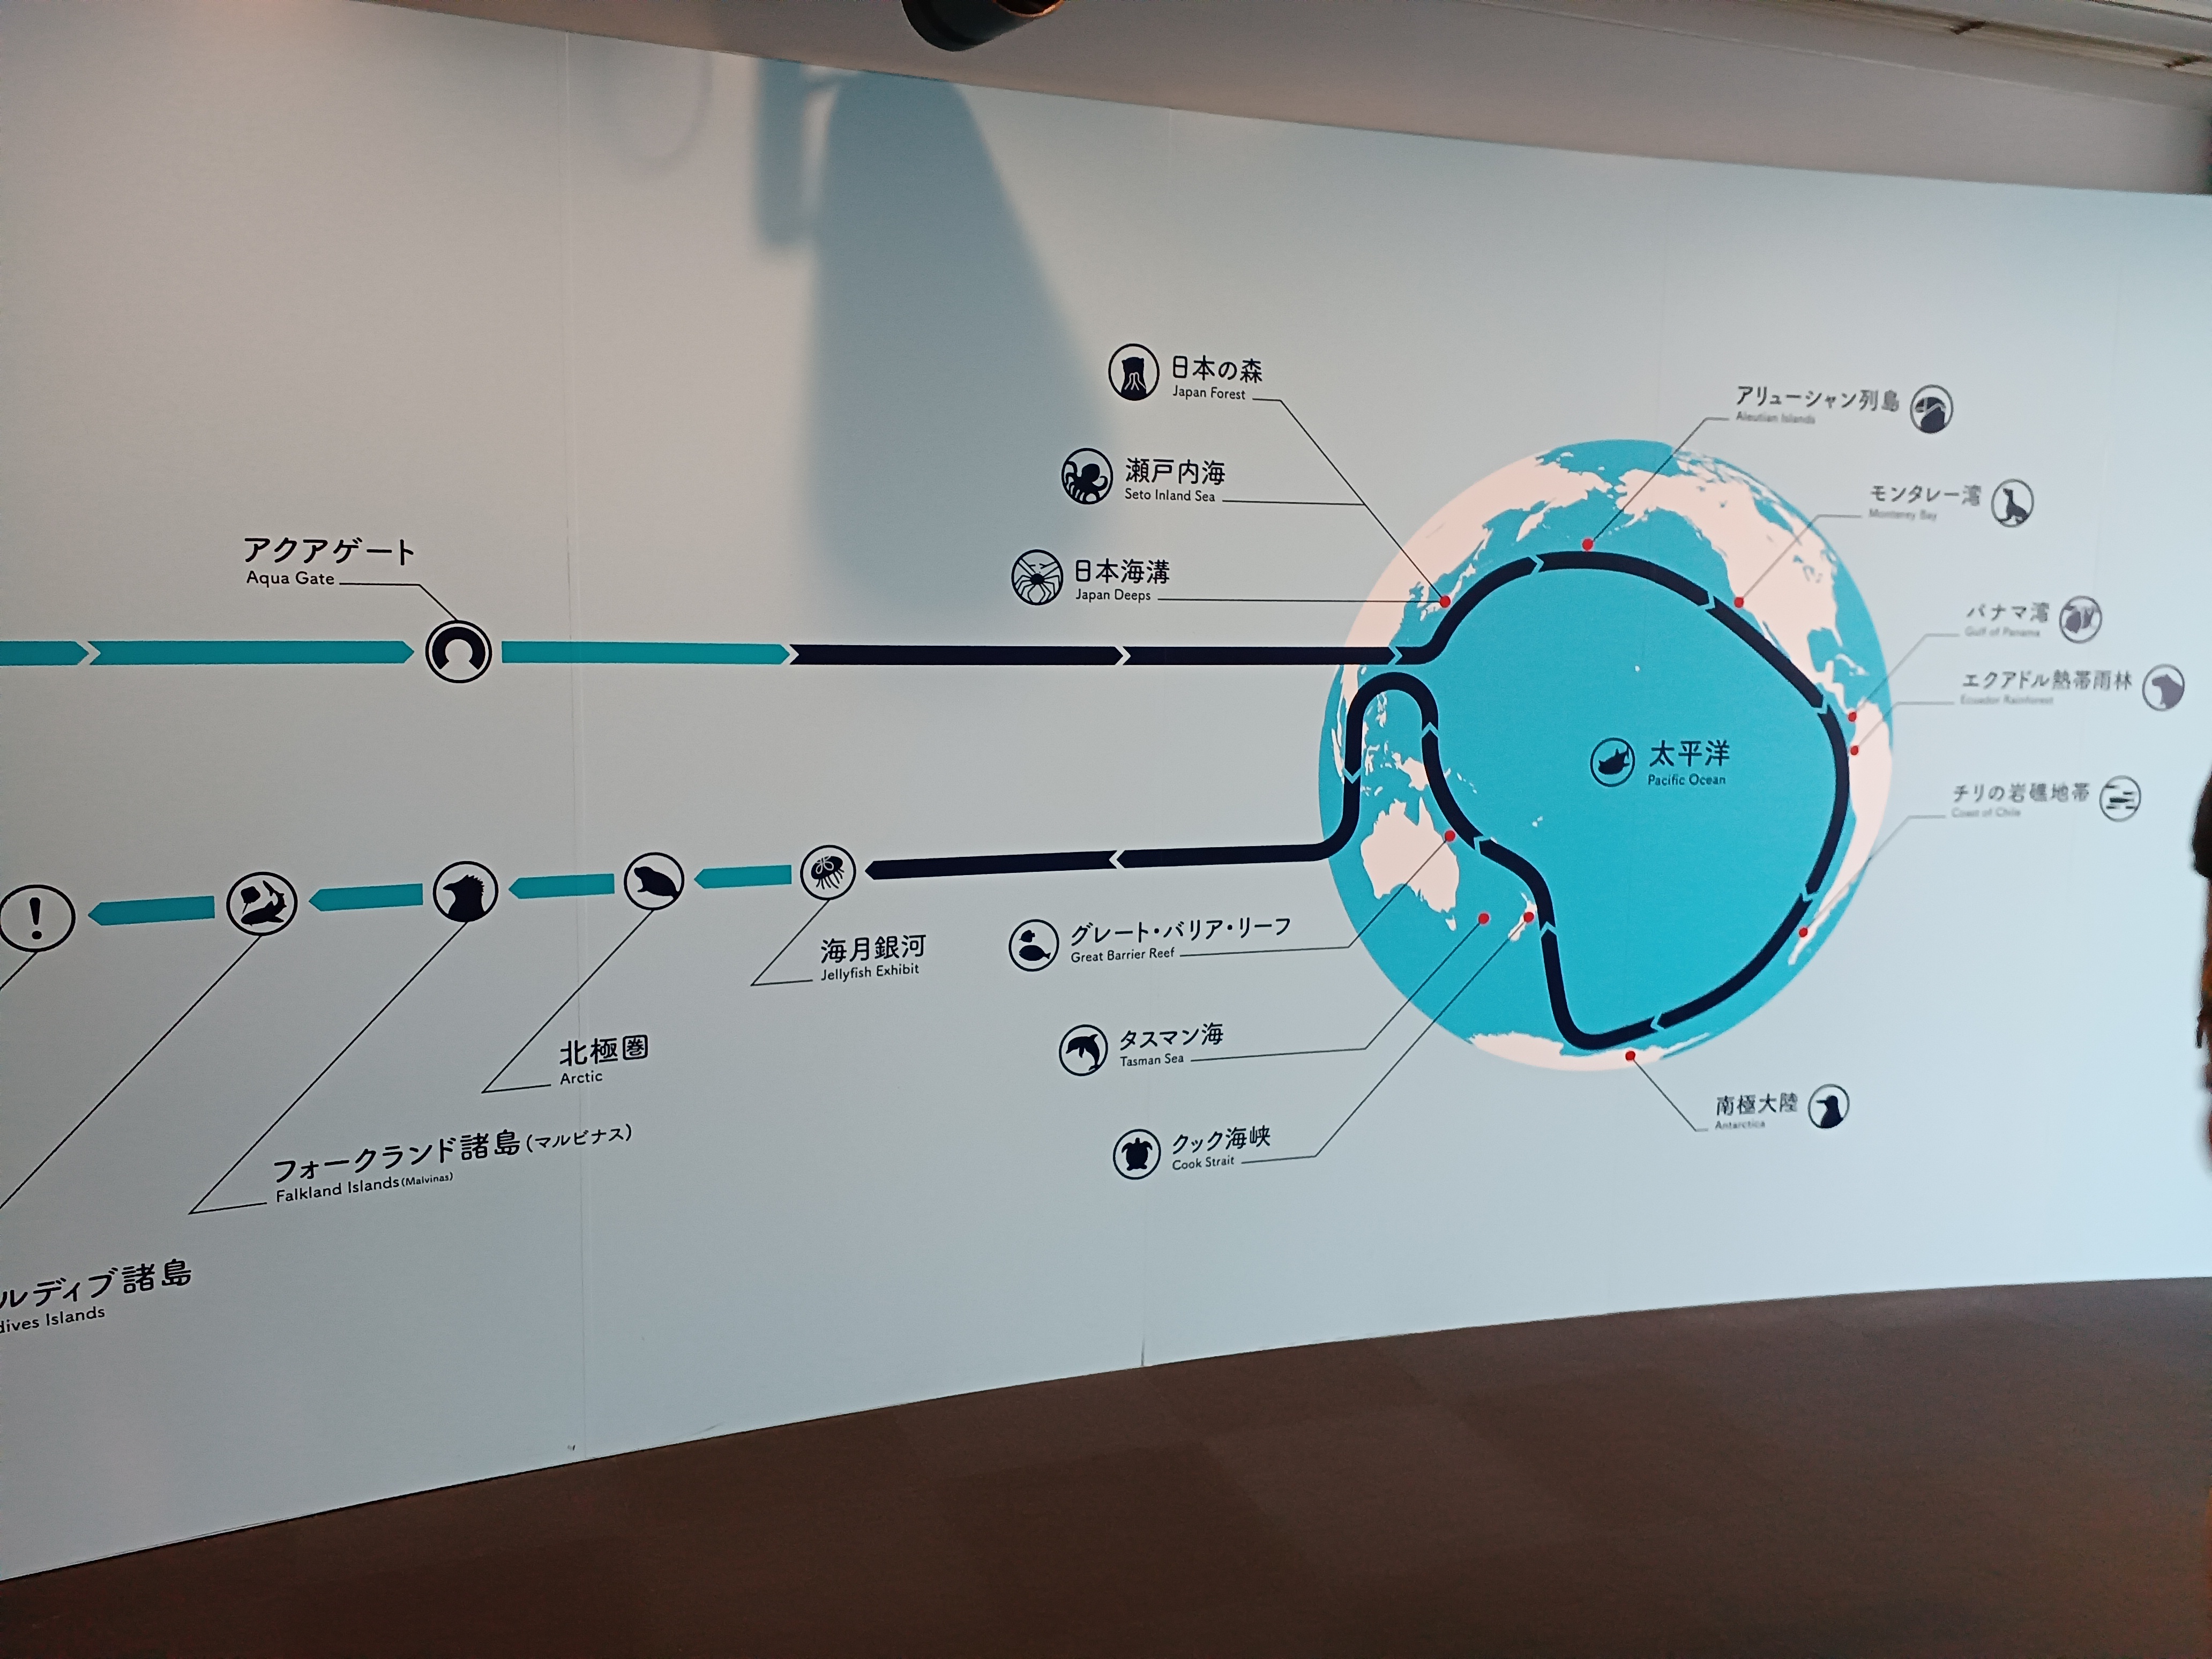 日本の森
Japan Forest
瀬戸内海
Seto Inland Sea
日本海溝
Japan Deeps
アクアゲート
Aqua Gate
アリューシャン列島
Aleutian Islands
モンタレー湾
Monterey Bay
パナマ湾
Gulf of Panama
エクアドル熱帯雨林
Ecuador Rainforest
チリの岩礁地帯
Coast of Chile
太平洋
Pacific Ocean
!
海月銀河
Jellyfish Exhibit
グレート・バリア・リーフ
Great Barrier Reef
北極圏
Arctic
タスマン海
Tasman Sea
クック海峡
Cook Strait
南極大陸
Antarctica
フォークランド諸島(マルビナス)
Falkland Islands(Malvinas)
ルディブ諸島
dives Islands